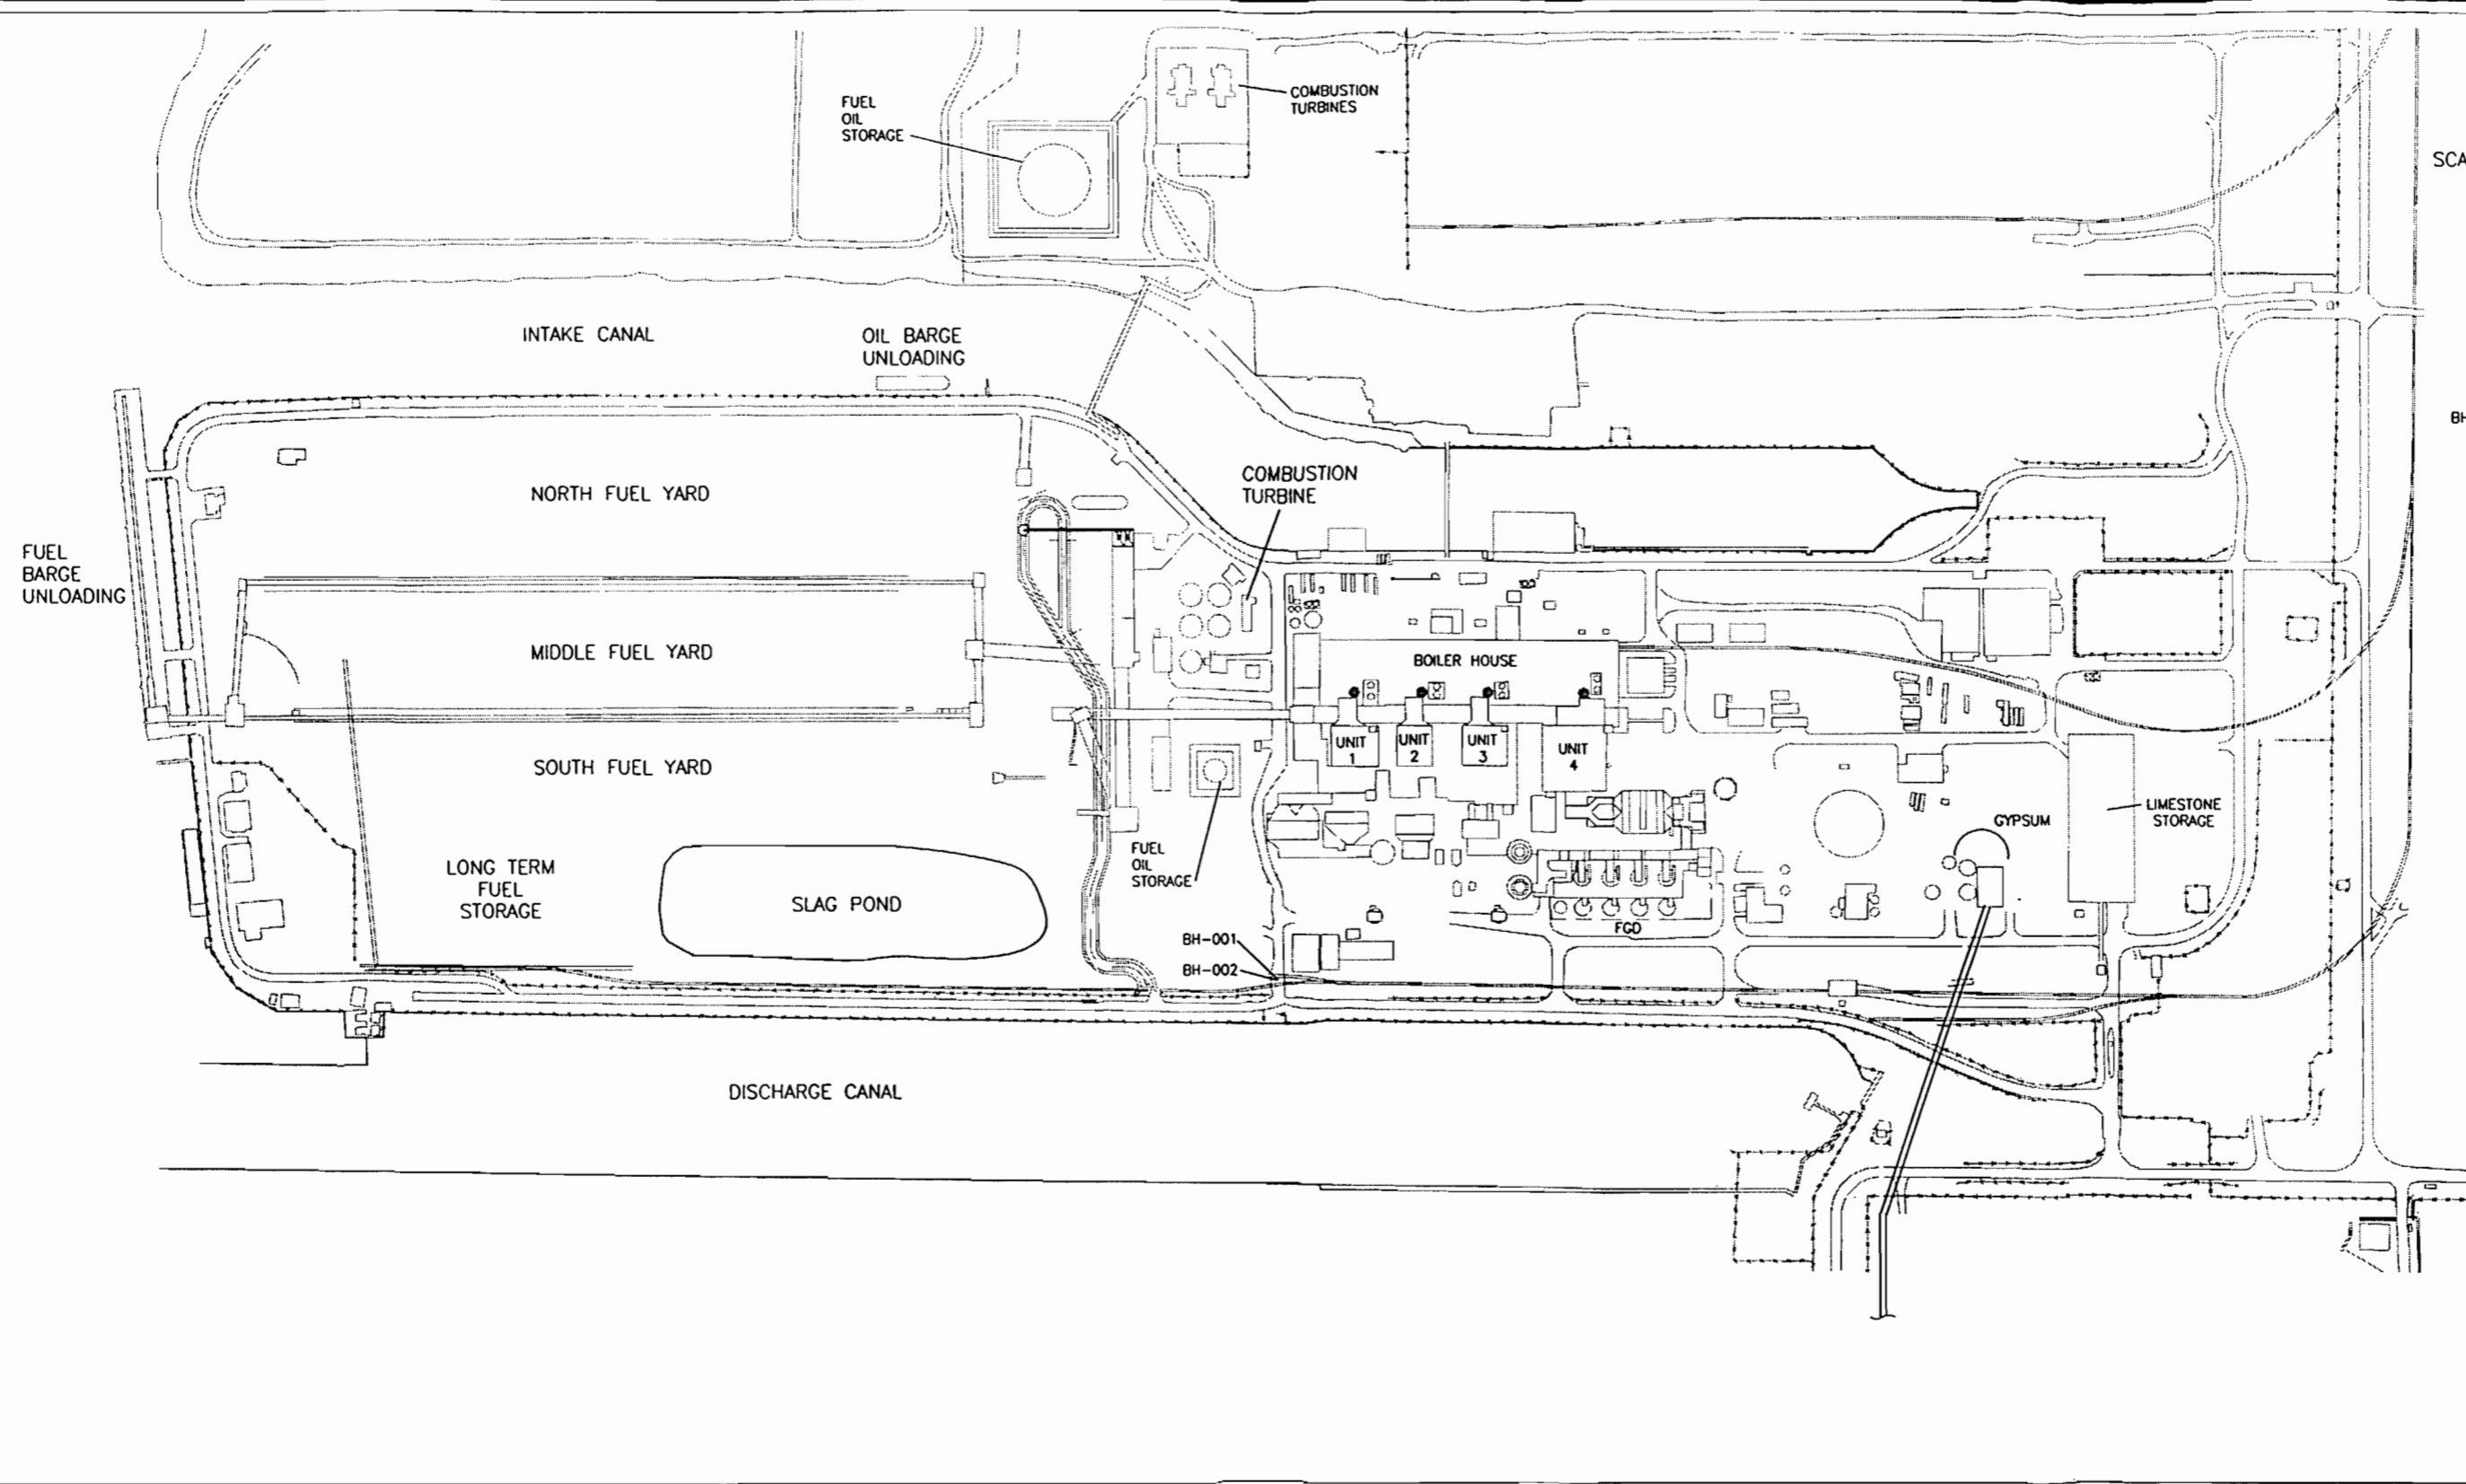 COMBUSTION
TURBINES
FUEL
OIL
STORAGE
SCA
INTAKE CANAL
OIL BARGE
UNLOADING
BH
COMBUSTION
TURBINE
NORTH FUEL YARD
FUEL
BARGE
UNLOADING
MIDDLE FUEL YARD
BOILER HOUSE
UNIT
1
UNIT
2
UNIT
3
UNIT
4
SOUTH FUEL YARD
LIMESTONE
STORAGE
GYPSUM
FUEL
OIL
STORAGE
LONG TERM
FUEL
STORAGE
SLAG POND
FGD
BH-001
BH-002
DISCHARGE CANAL